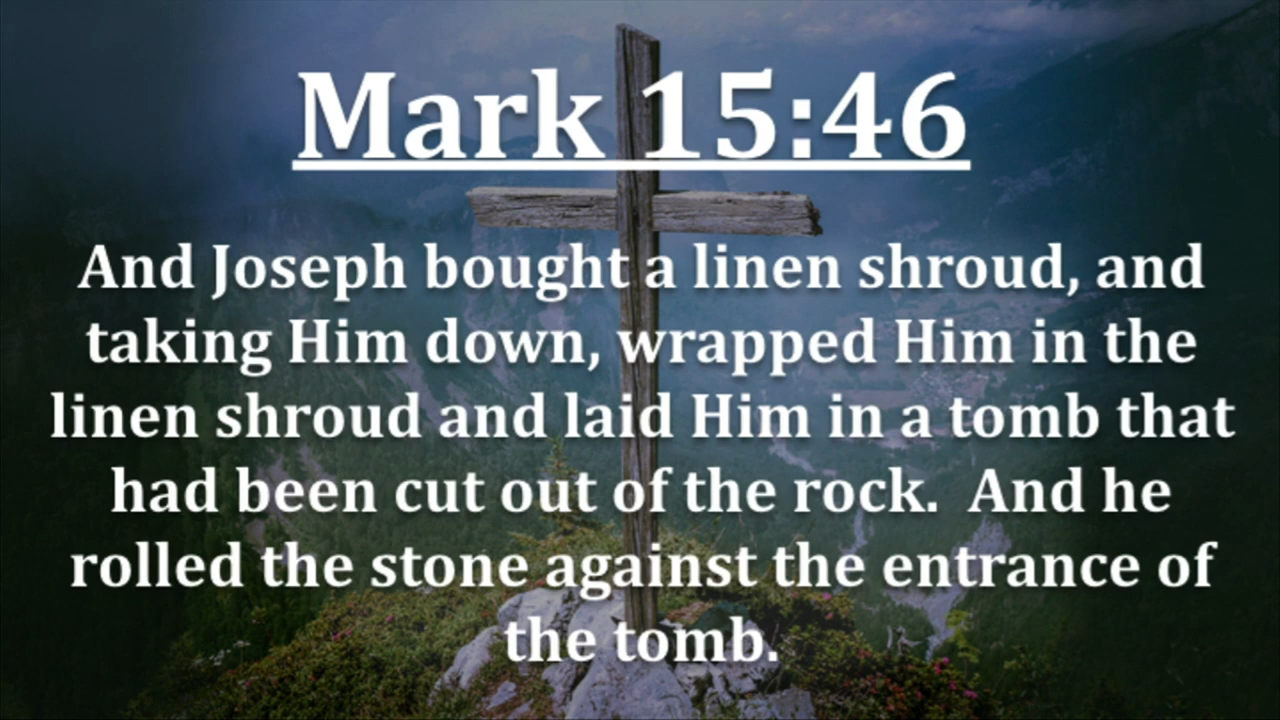 Mark 15:46
And Joseph bought a linen shroud, and
taking Him down, wrapped Him in the
linen shroud and laid Him in a tomb that
had been cut out of the rock.  And he
rolled the stone against the entrance of
the tomb.